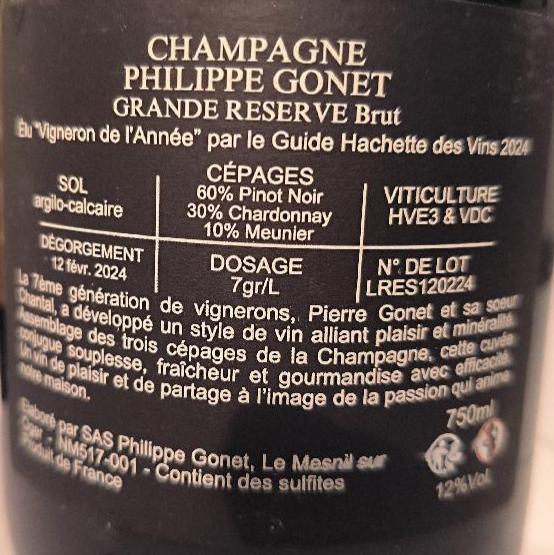 CHAMPAGNE
PHILIPPE GONET
GRANDE RESERVE Brut
Élu "Vigneron de l'Année" par le Guide Hachette des Vins 2024
SOL
argilo-calcaire
CÉPAGES
60% Pinot Noir
30% Chardonnay
10% Meunier
VITICULTURE
HVE3 & VDC
DÉGORGEMENT
12 févr. 2024
DOSAGE
7gr/L
N° DE LOT
LRES120224
La 7ème génération de vignerons, Pierre Gonet et sa soeur
Chantal, a développé un style de vin alliant plaisir et minéralité.
Assemblage des trois cépages de la Champagne, cette cuvée
conjugue souplesse, fraîcheur et gourmandise avec efficacité.
Un vin de plaisir et de partage à l'image de la passion qui anime
notre maison.
750ml
Elaboré par SAS Philippe Gonet, Le Mesnil sur
Oger - NM517-001 - Contient des sulfites
Produit de France
12%Vol.